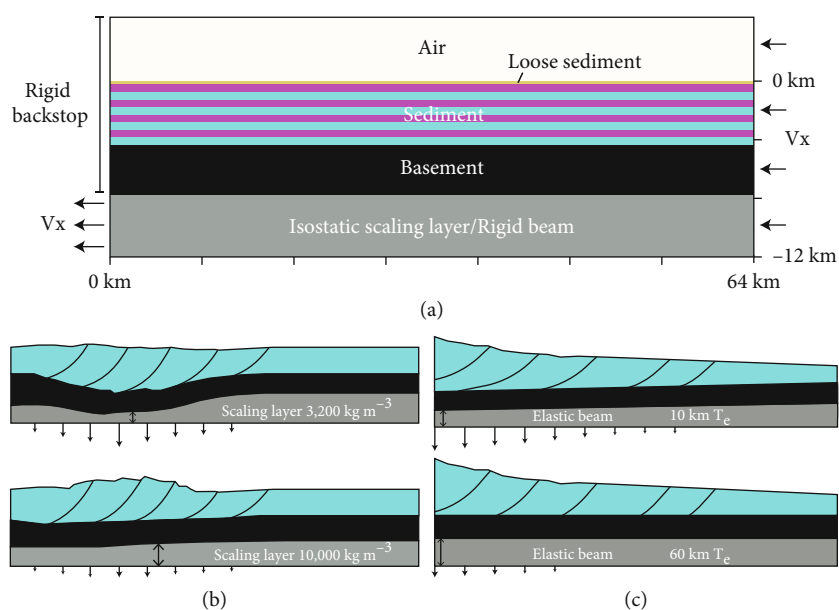 Air
Loose sediment
0 km
Rigid
backstop
Sediment
Vx
Basement
Vx
Isostatic scaling layer/Rigid beam
–12 km
0 km
64 km
(a)
Scaling layer 3,200 kg m⁻³
Elastic beam 10 km Tₑ
Scaling layer 10,000 kg m⁻³
Elastic beam 60 km Tₑ
(b)
(c)